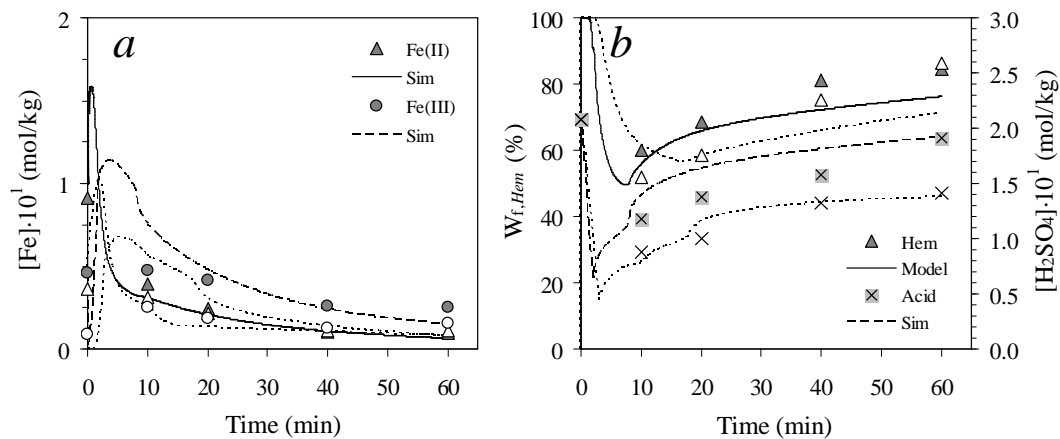 a
Fe(II)
Sim
Fe(III)
Sim
2
1
0
[Fe]·10¹ (mol/kg)
0 10 20 30 40 50 60
Time (min)
b
Hem
Model
Acid
Sim
100
80
60
40
20
0
W_f,Hem (%)
3.0
2.5
2.0
1.5
1.0
0.5
0.0
[H₂SO₄]·10¹ (mol/kg)
0 10 20 30 40 50 60
Time (min)